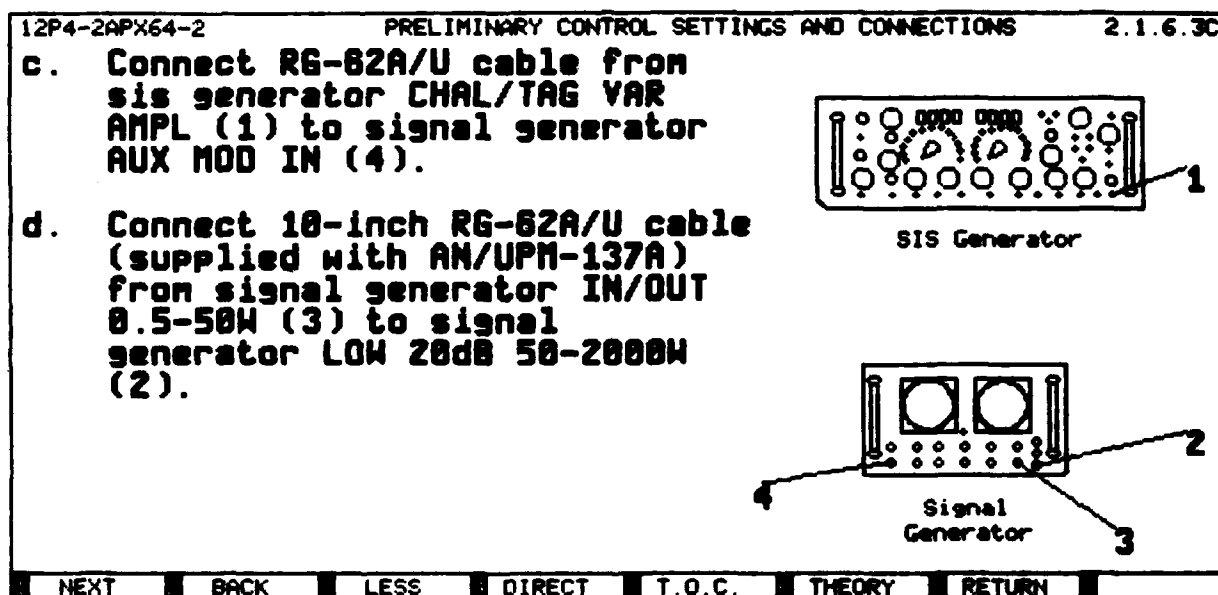 12P4-2APX64-2 PRELIMINARY CONTROL SETTINGS AND CONNECTIONS 2.1.6.3C
c. Connect RG-62A/U cable from
sis generator CHAL/TAG VAR
AMPL (1) to signal generator
AUX MOD IN (4).
d. Connect 10-inch RG-62A/U cable
(supplied with AN/UPM-137A)
from signal generator IN/OUT
0.5-50W (3) to signal
generator LOW 20dB 50-2000W
(2).
1
SIS Generator
2
4
Signal
Generator
3
NEXT BACK LESS DIRECT T.O.C. THEORY RETURN